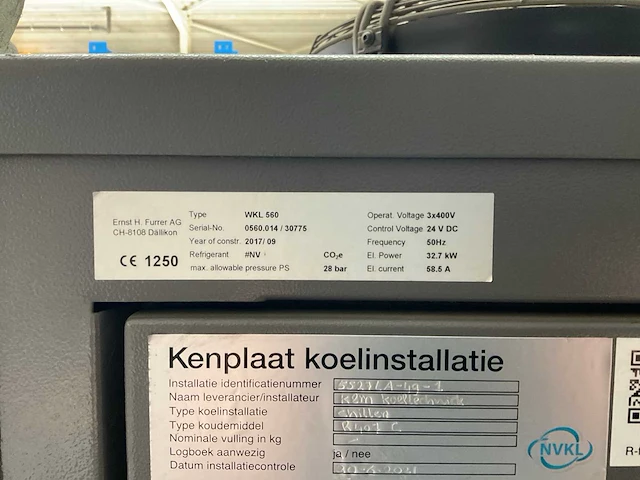 Ernst H. Furrer AG
CH-8108 Dällikon
CE 1250
Type WKL 560
Serial-No. 0560.014 / 30775
Year of constr. 2017/ 09
Refrigerant #NV CO₂e
max. allowable pressure PS 28 bar
Operat. Voltage 3x400V
Control Voltage 24 V DC
Frequency 50Hz
El. Power 32.7 kW
El. current 58.5 A
Kenplaat koelinstallatie
Installatie identificatienummer
Naam leverancier/installateur K&M koeltechniek
Type koelinstallatie chiller
Type koudemiddel R407 C
Nominale vulling in kg
Logboek aanwezig ja / nee
Datum installatiecontrole
NVKL